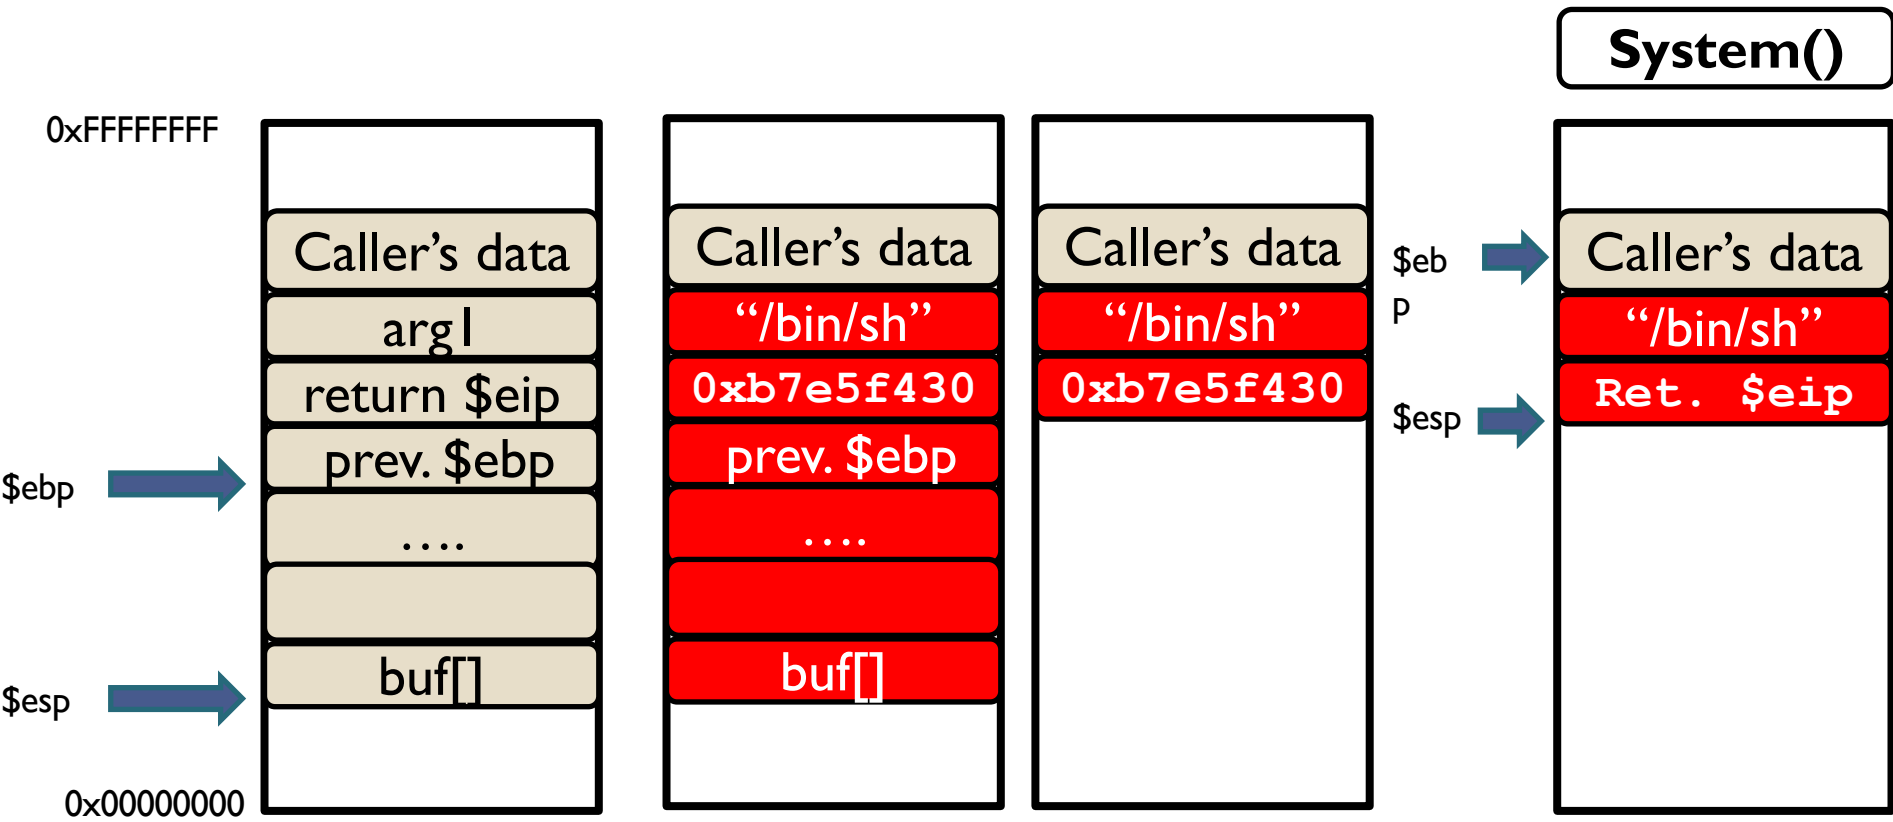 System()
0xFFFFFFFF
Caller’s data
arg1
return $eip
prev. $ebp
$ebp
….
buf[]
$esp
0x00000000
Caller’s data
“/bin/sh”
0xb7e5f430
prev. $ebp
….
buf[]
Caller’s data
“/bin/sh”
0xb7e5f430
$eb
p
$esp
Caller’s data
“/bin/sh”
Ret. $eip